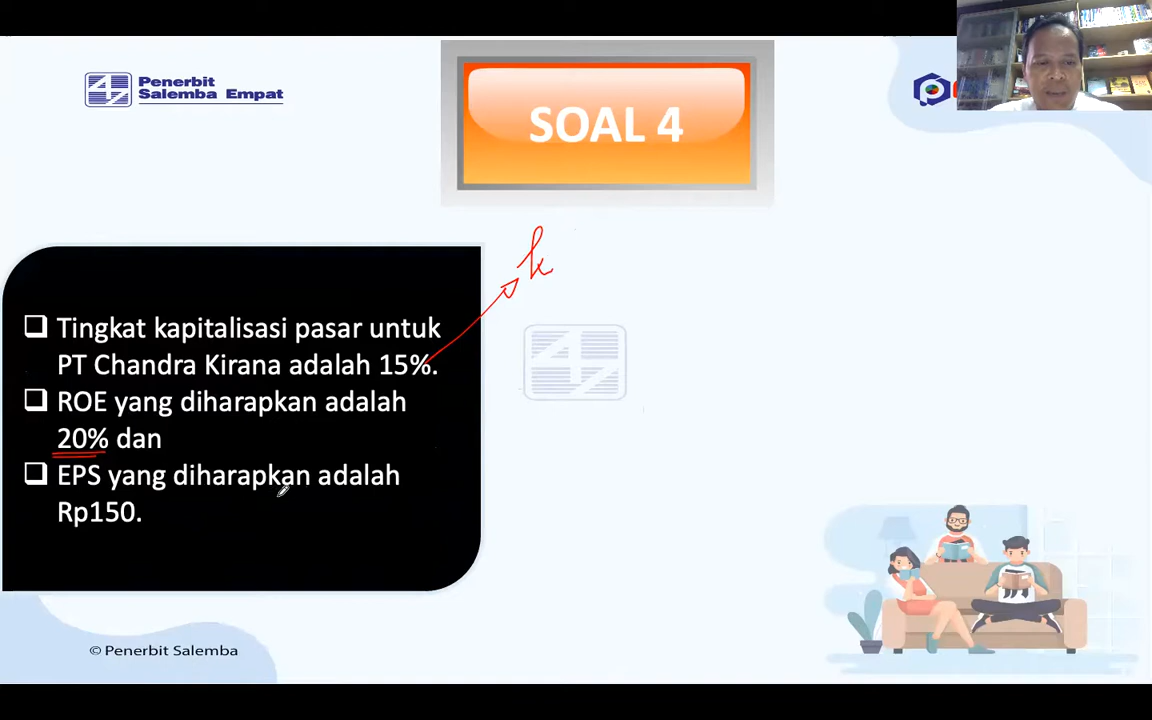 Penerbit
Salemba Empat
SOAL 4
k
❑ Tingkat kapitalisasi pasar untuk
PT Chandra Kirana adalah 15%.
❑ ROE yang diharapkan adalah
20% dan
❑ EPS yang diharapkan adalah
Rp150.
© Penerbit Salemba